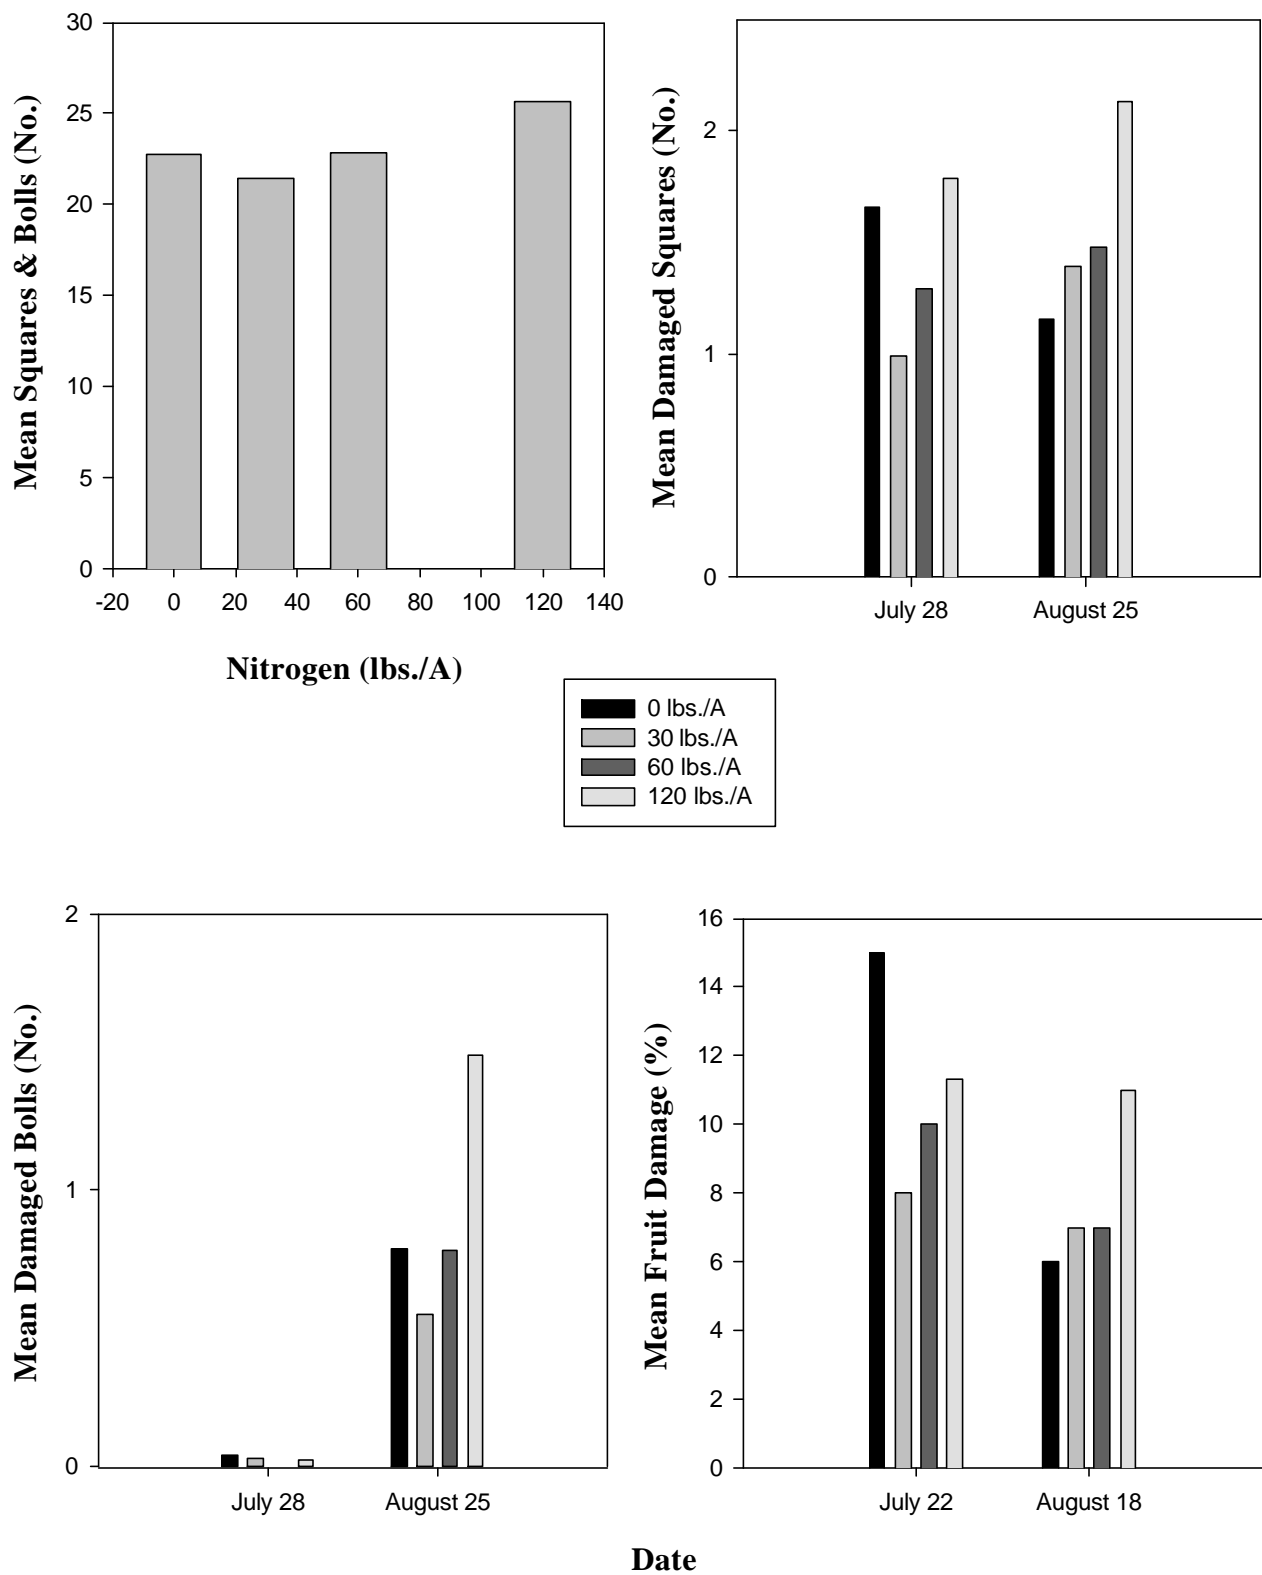 Mean Squares & Bolls (No.)
30
25
20
15
10
5
0
-20 0 20 40 60 80 100 120 140
Nitrogen (lbs./A)
Mean Damaged Squares (No.)
2
1
0
July 28 August 25
0 lbs./A
30 lbs./A
60 lbs./A
120 lbs./A
Mean Damaged Bolls (No.)
2
1
0
July 28 August 25
Mean Fruit Damage (%)
16
14
12
10
8
6
4
2
0
July 22 August 18
Date